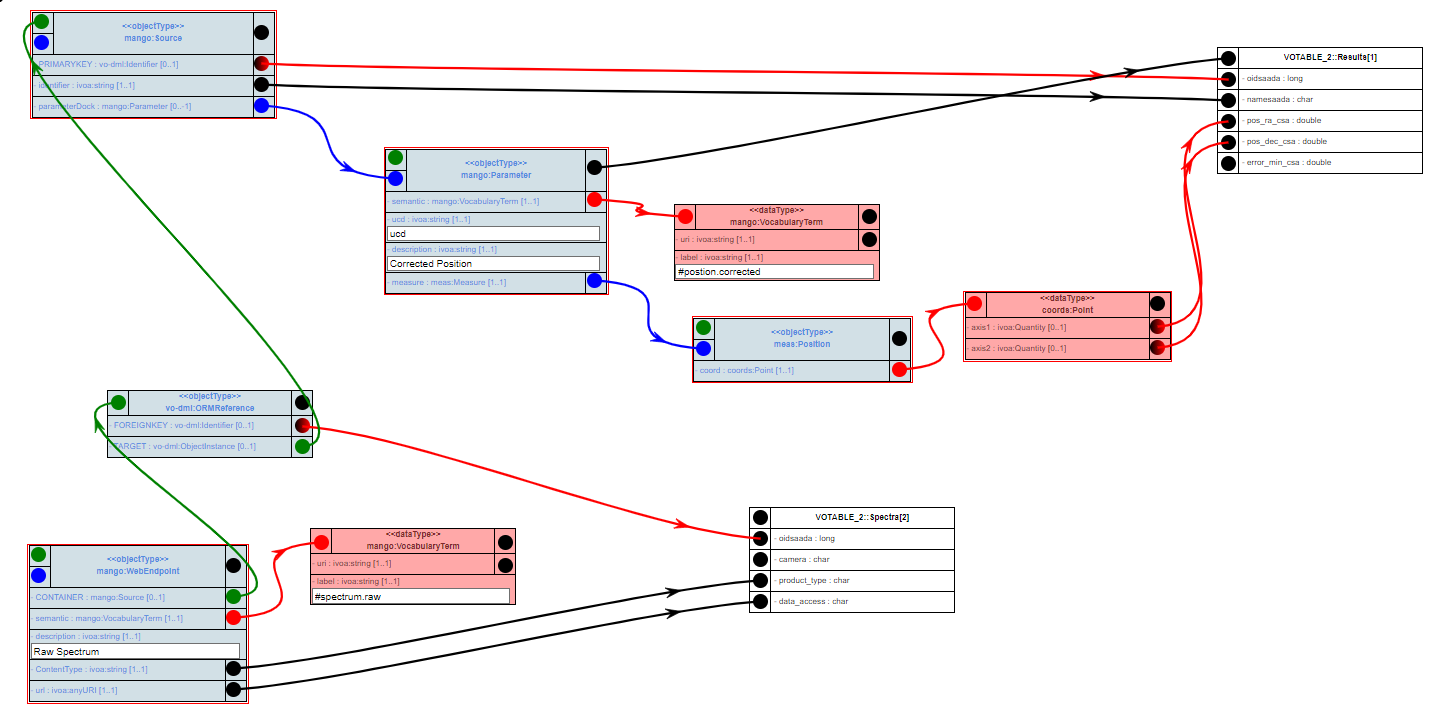 <<objectType>>
mango:Source
- PRIMARYKEY : vo-dml:Identifier [0..1]
- identifier : ivoa:string [1..1]
- parameterDock : mango:Parameter [0..-1]
VOTABLE_2::Results[1]
- oidsaada : long
- namesaada : char
- pos_ra_csa : double
- pos_dec_csa : double
- error_min_csa : double
<<objectType>>
mango:Parameter
- semantic : mango:VocabularyTerm [1..1]
- ucd : ivoa:string [1..1]
ucd
- description : ivoa:string [1..1]
Corrected Position
- measure : meas:Measure [1..1]
<<dataType>>
mango:VocabularyTerm
- uri : ivoa:string [1..1]
- label : ivoa:string [1..1]
#postion.corrected
<<objectType>>
meas:Position
- coord : coords:Point [1..1]
<<dataType>>
coords:Point
- axis1 : ivoa:Quantity [0..1]
- axis2 : ivoa:Quantity [0..1]
<<objectType>>
vo-dml:ORMReference
- FOREIGNKEY : vo-dml:Identifier [0..1]
- TARGET : vo-dml:ObjectInstance [0..1]
<<objectType>>
mango:WebEndpoint
- CONTAINER : mango:Source [0..1]
- semantic : mango:VocabularyTerm [1..1]
- description : ivoa:string [1..1]
Raw Spectrum
- ContentType : ivoa:string [1..1]
- url : ivoa:anyURI [1..1]
<<dataType>>
mango:VocabularyTerm
- uri : ivoa:string [1..1]
- label : ivoa:string [1..1]
#spectrum.raw
VOTABLE_2::Spectra[2]
- oidsaada : long
- camera : char
- product_type : char
- data_access : char